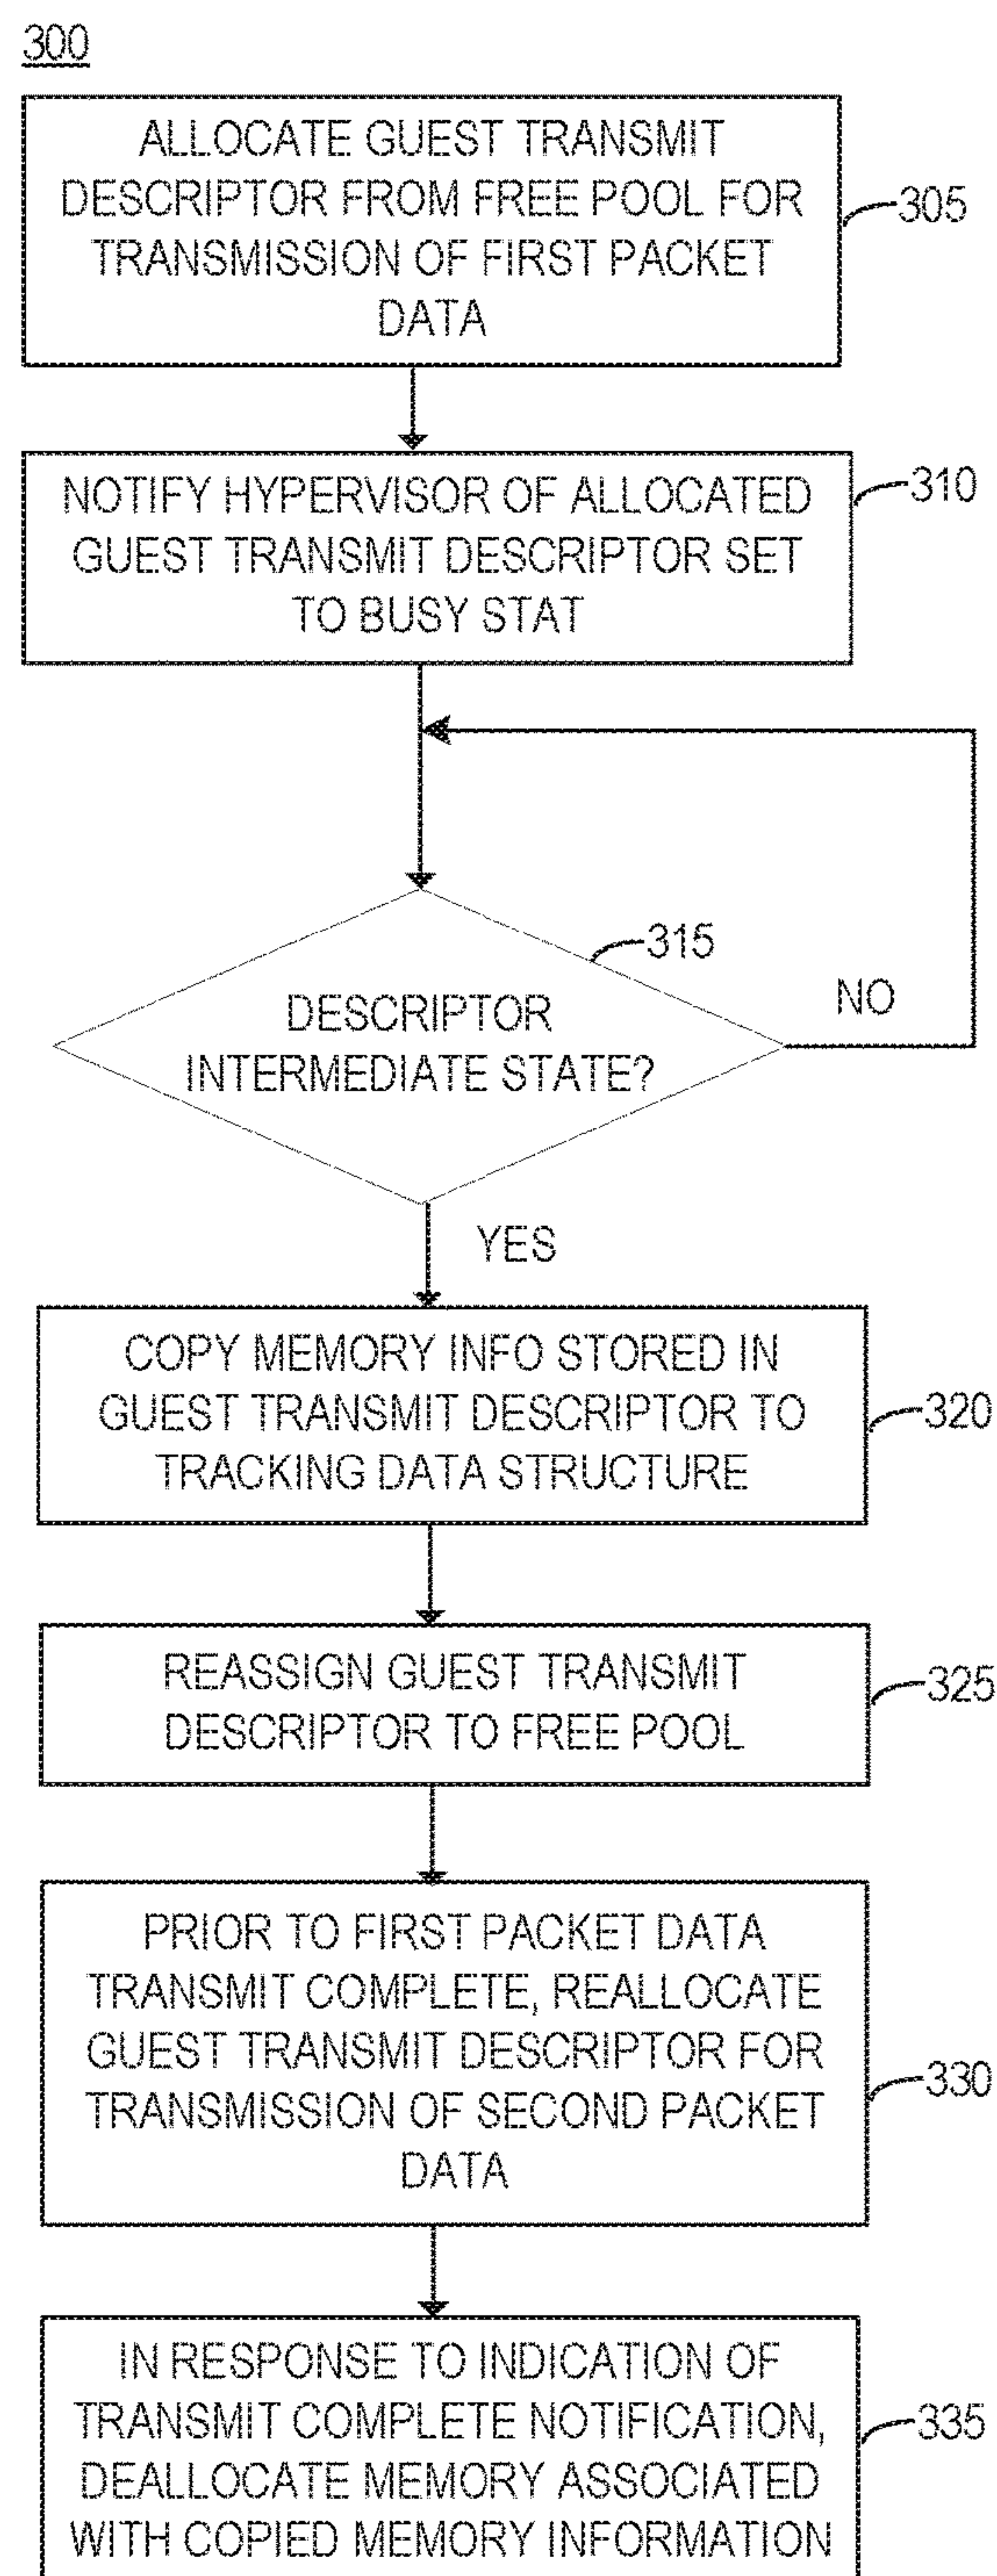 300
ALLOCATE GUEST TRANSMIT
DESCRIPTOR FROM FREE POOL FOR
TRANSMISSION OF FIRST PACKET
DATA
305
NOTIFY HYPERVISOR OF ALLOCATED
GUEST TRANSMIT DESCRIPTOR SET
TO BUSY STAT
310
315
DESCRIPTOR
INTERMEDIATE STATE?
NO
YES
COPY MEMORY INFO STORED IN
GUEST TRANSMIT DESCRIPTOR TO
TRACKING DATA STRUCTURE
320
REASSIGN GUEST TRANSMIT
DESCRIPTOR TO FREE POOL
325
PRIOR TO FIRST PACKET DATA
TRANSMIT COMPLETE, REALLOCATE
GUEST TRANSMIT DESCRIPTOR FOR
TRANSMISSION OF SECOND PACKET
DATA
330
IN RESPONSE TO INDICATION OF
TRANSMIT COMPLETE NOTIFICATION,
DEALLOCATE MEMORY ASSOCIATED
WITH COPIED MEMORY INFORMATION
335